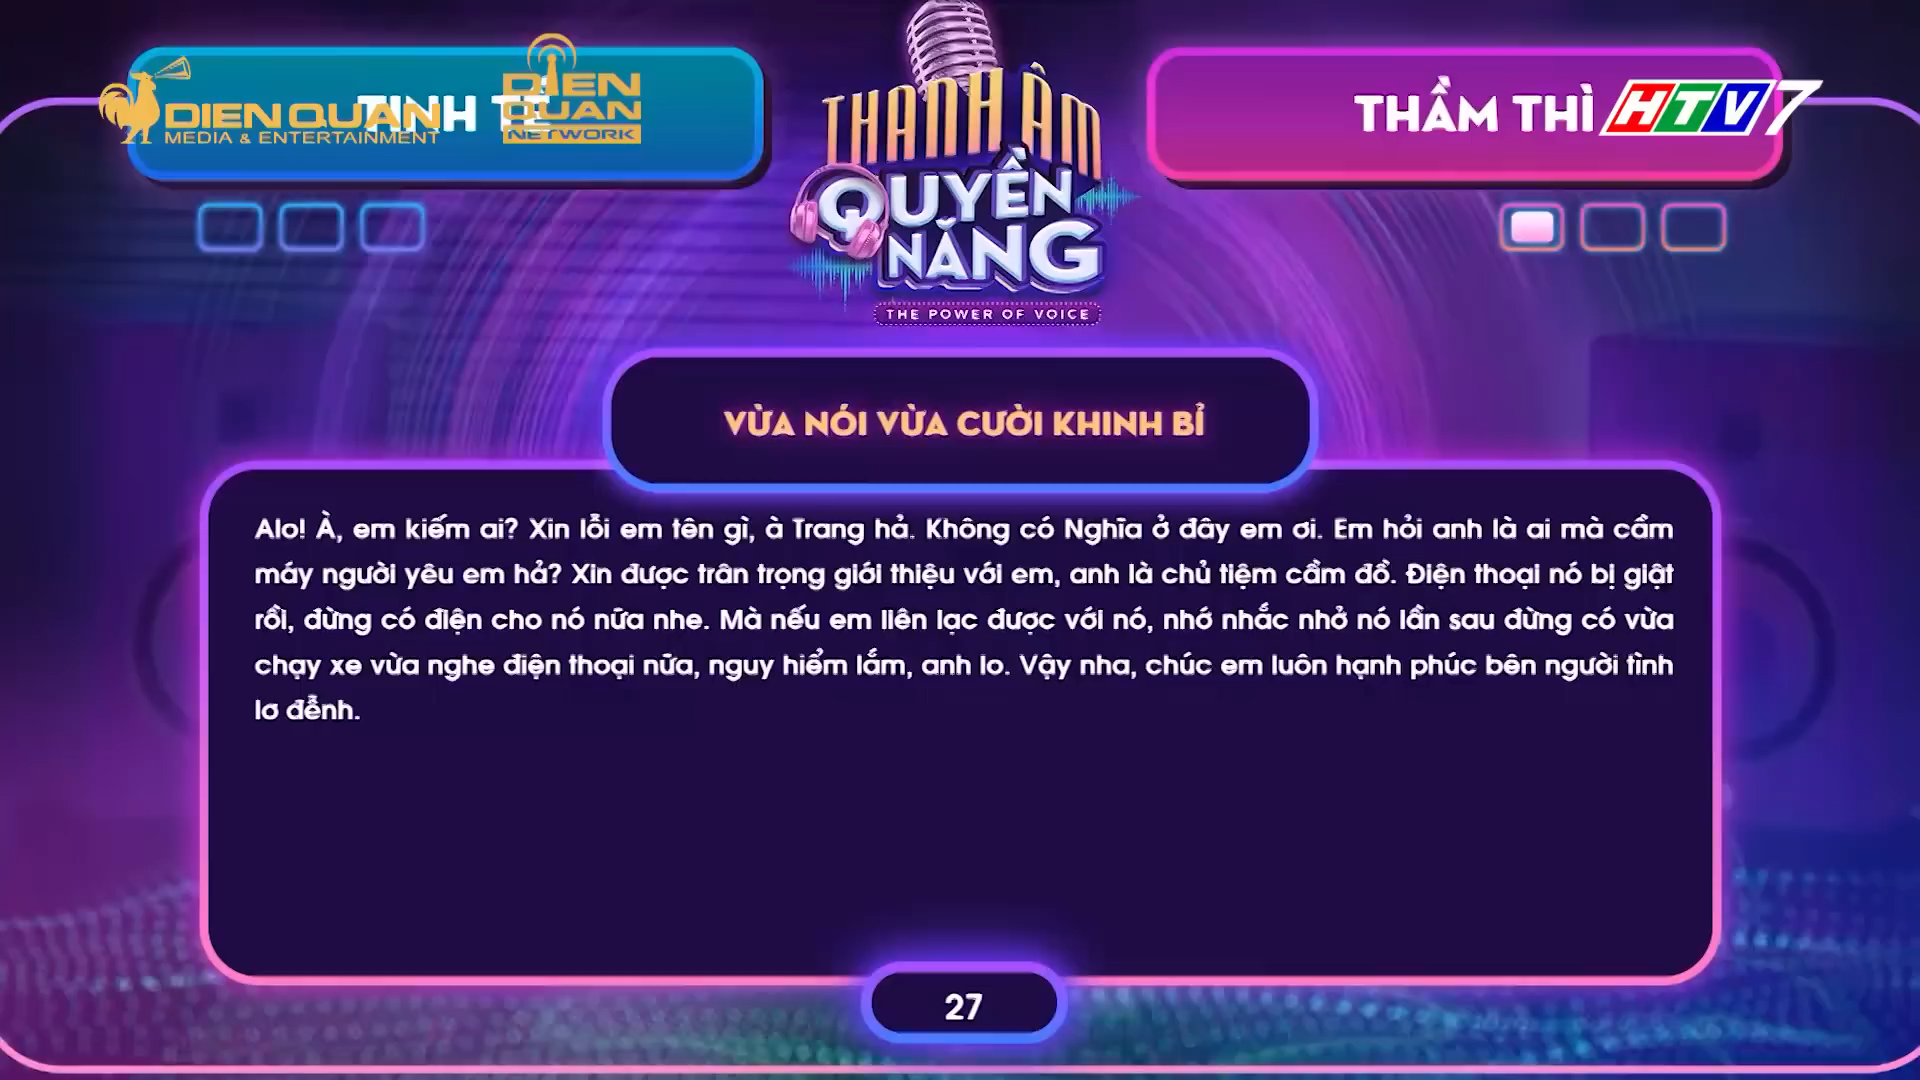 DIEN QUAN
MEDIA & ENTERTAINMENT
DIEN
QUAN
NETWORK
TINH TẾ
THANH ÂM
QUYỀN
NĂNG
THE POWER OF VOICE
THẦM THÌ
HTV7
VỪA NÓI VỪA CƯỜI KHINH BỈ
Alo! À, em kiếm ai? Xin lỗi em tên gì, à Trang hả. Không có Nghĩa ở đây em ơi. Em hỏi anh là ai mà cầm
máy người yêu em hả? Xin được trân trọng giới thiệu với em, anh là chủ tiệm cầm đồ. Điện thoại nó bị giật
rồi, đừng có điện cho nó nữa nhe. Mà nếu em liên lạc được với nó, nhớ nhắc nhở nó lần sau đừng có vừa
chạy xe vừa nghe điện thoại nữa, nguy hiểm lắm, anh lo. Vậy nha, chúc em luôn hạnh phúc bên người tình
lơ đễnh.
27